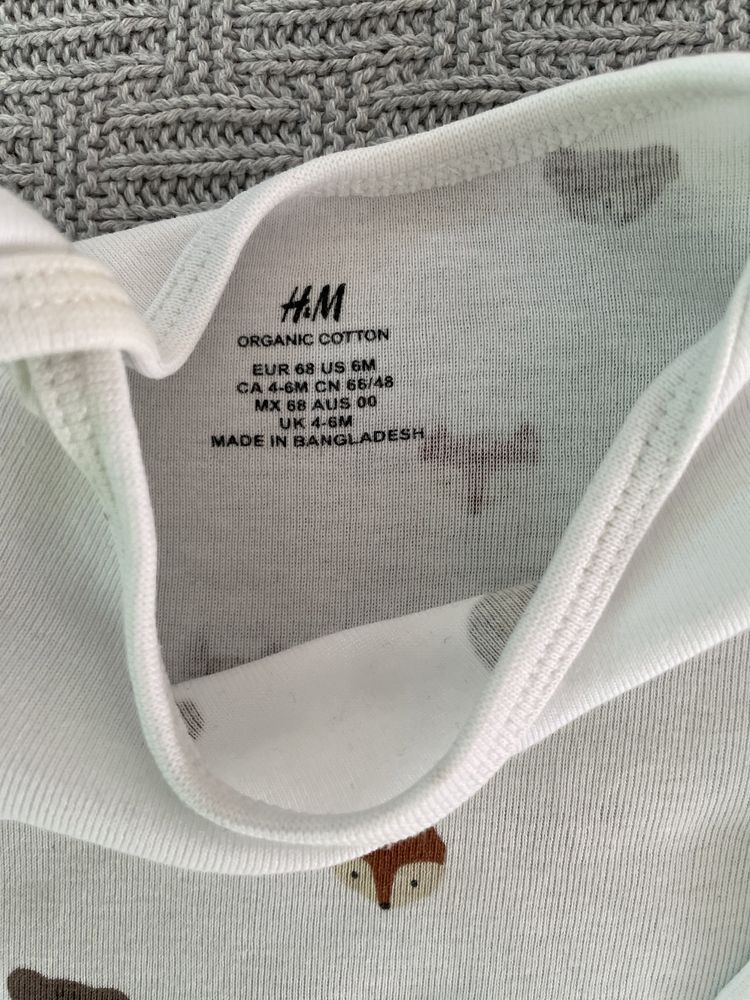 H&M
ORGANIC COTTON
EUR 68 US 6M
CA 4-6M CN 66/48
MX 68 AUS 00
UK 4-6M
MADE IN BANGLADESH